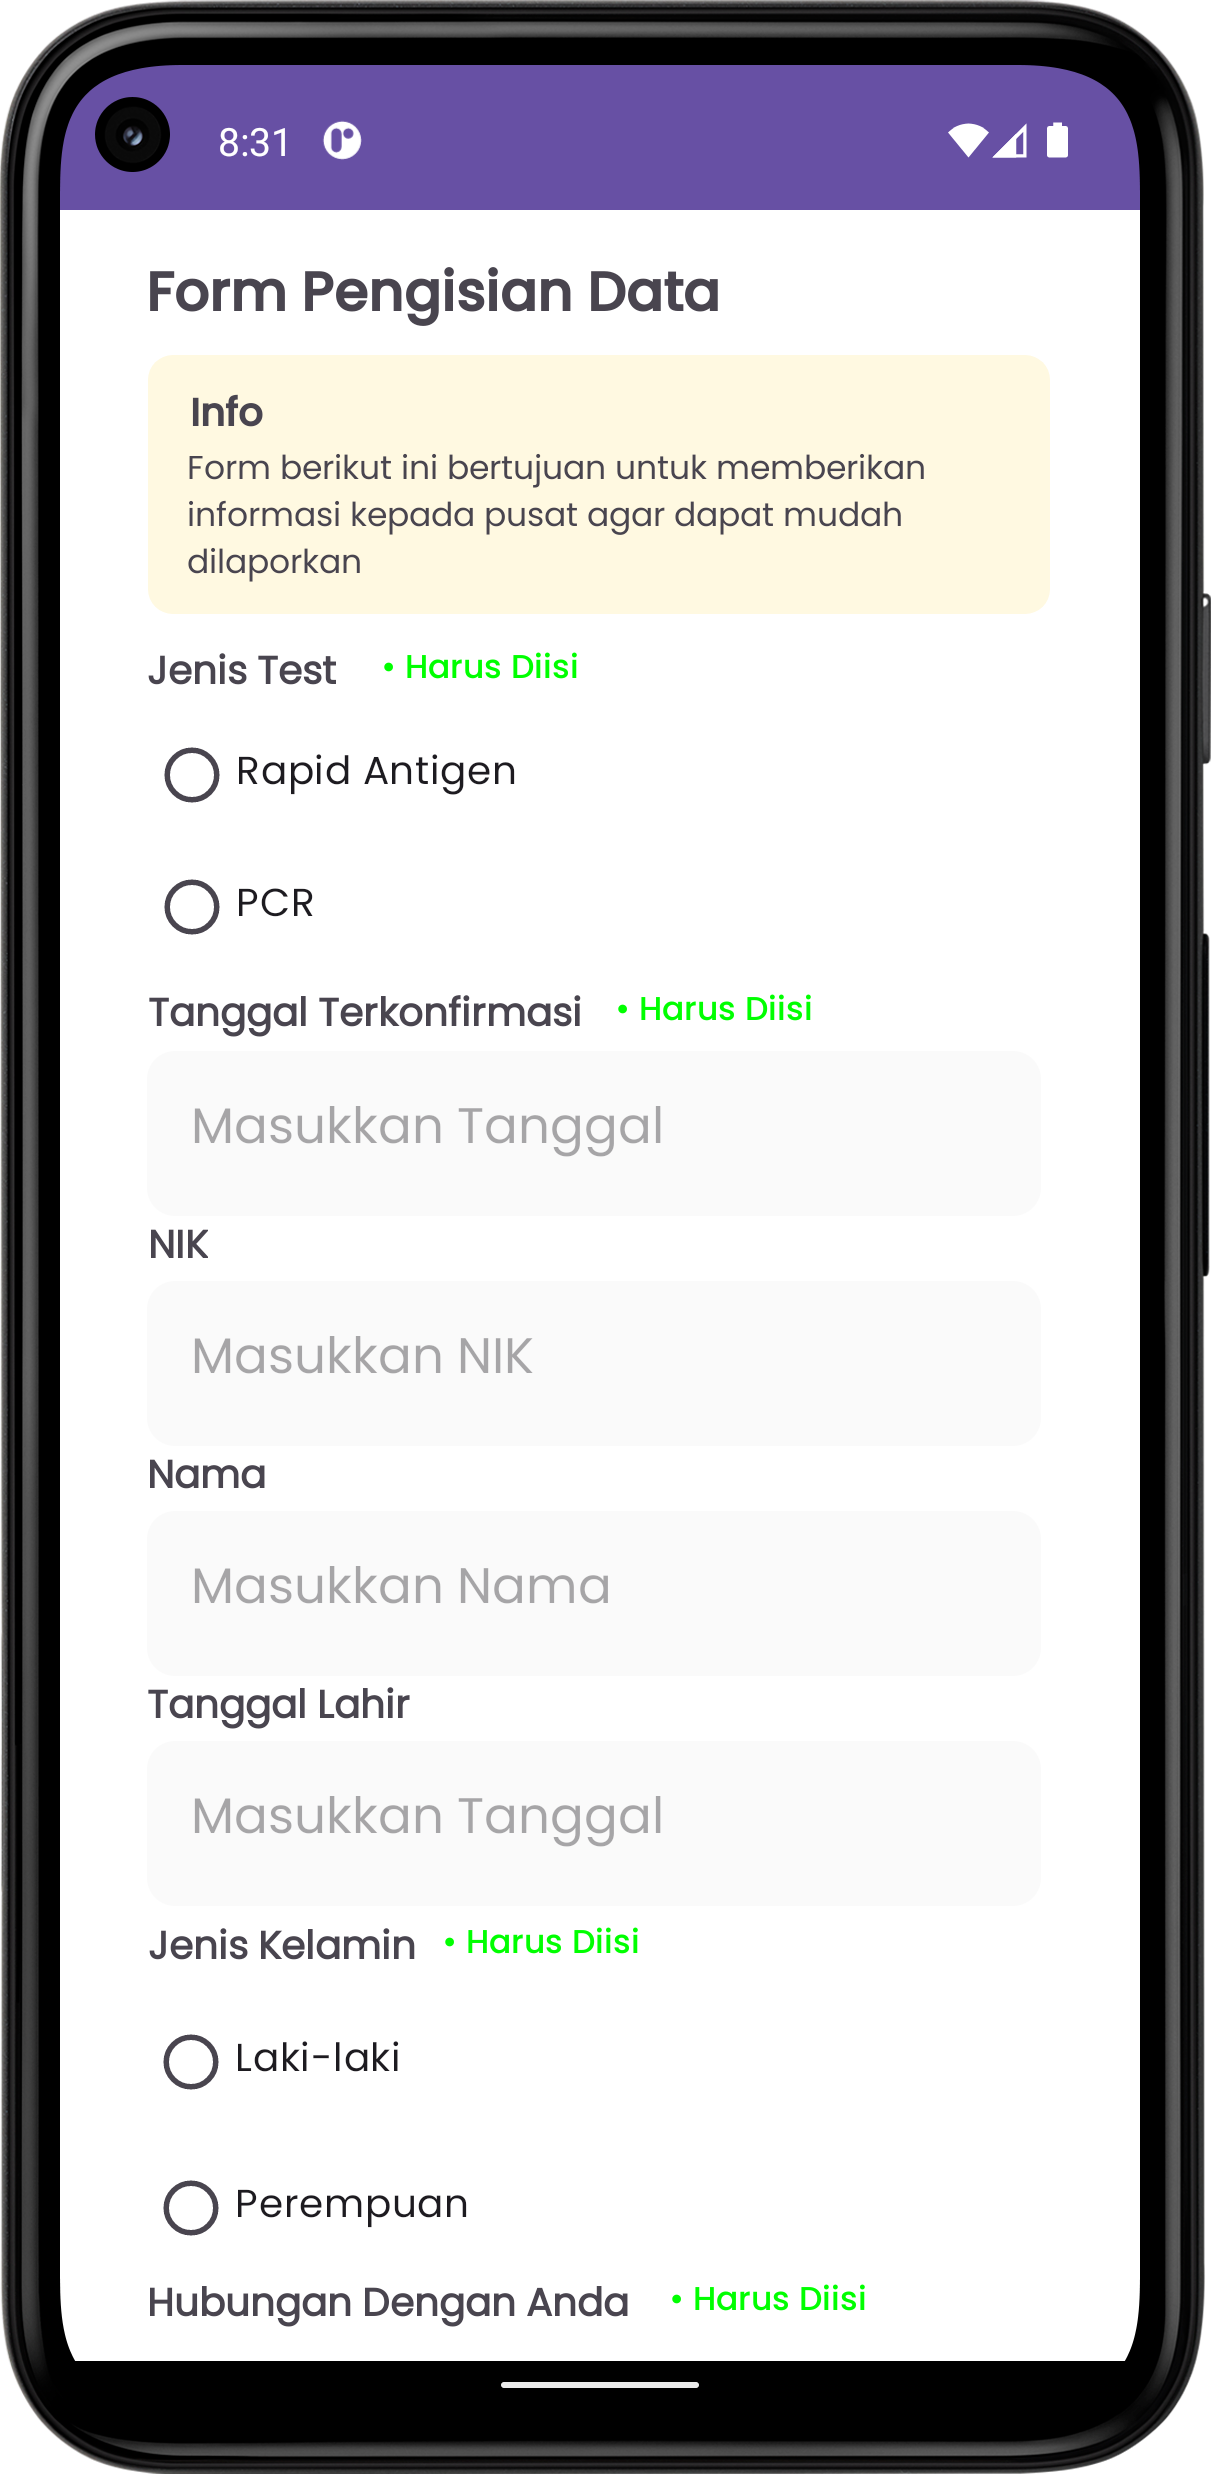 8:31
Form Pengisian Data
Info
Form berikut ini bertujuan untuk memberikan
informasi kepada pusat agar dapat mudah
dilaporkan
Jenis Test • Harus Diisi
Rapid Antigen
PCR
Tanggal Terkonfirmasi • Harus Diisi
Masukkan Tanggal
NIK
Masukkan NIK
Nama
Masukkan Nama
Tanggal Lahir
Masukkan Tanggal
Jenis Kelamin • Harus Diisi
Laki-laki
Perempuan
Hubungan Dengan Anda • Harus Diisi